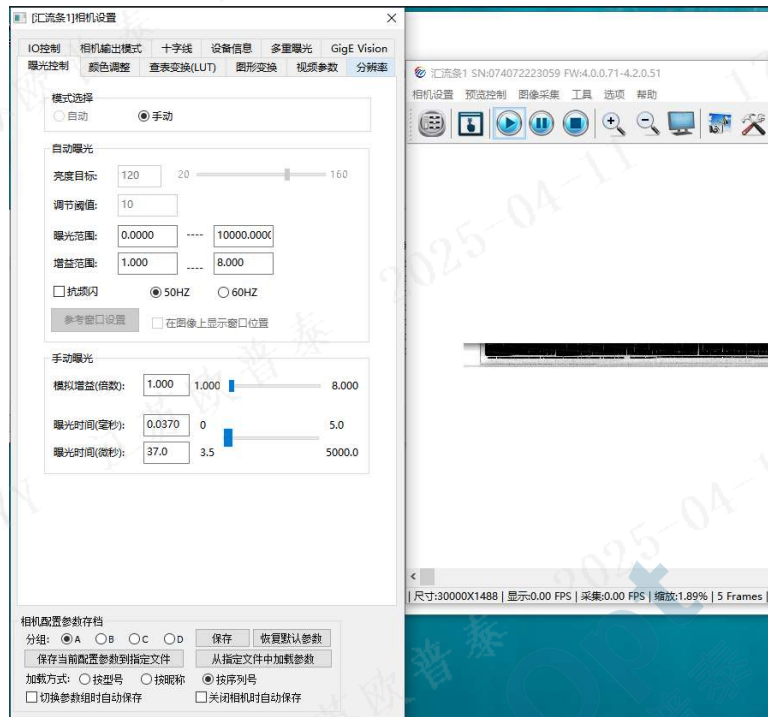 [汇流条1]相机设置
IO控制 相机输出模式 十字线 设备信息 多重曝光 GigE Vision
曝光控制 颜色调整 查表变换(LUT) 图形变换 视频参数 分辨率
模式选择
自动 手动
自动曝光
亮度目标: 120 20 160
调节阈值: 10
曝光范围: 0.0000 ---- 10000.000(
增益范围: 1.000 ---- 8.000
抗频闪 50HZ 60HZ
参考窗口设置 在图像上显示窗口位置
手动曝光
模拟增益(倍数): 1.000 1.000 8.000
曝光时间(毫秒): 0.0370 0 5.0
曝光时间(微秒): 37.0 3.5 5000.0
相机配置参数存档
分组: A B C D 保存 恢复默认参数
保存当前配置参数到指定文件 从指定文件中加载参数
加载方式: 按型号 按昵称 按序列号
切换参数组时自动保存 关闭相机时自动保存
汇流条1 SN:074072223059 FW:4.0.0.71-4.2.0.51
相机设置 预览控制 图像采集 工具 选项 帮助
尺寸:30000X1488 | 显示:0.00 FPS | 采集:0.00 FPS | 缩放:1.89% | 5 Frames |
2025-04-11
2025-04-11
江苏欧普泰
欧普泰
opt